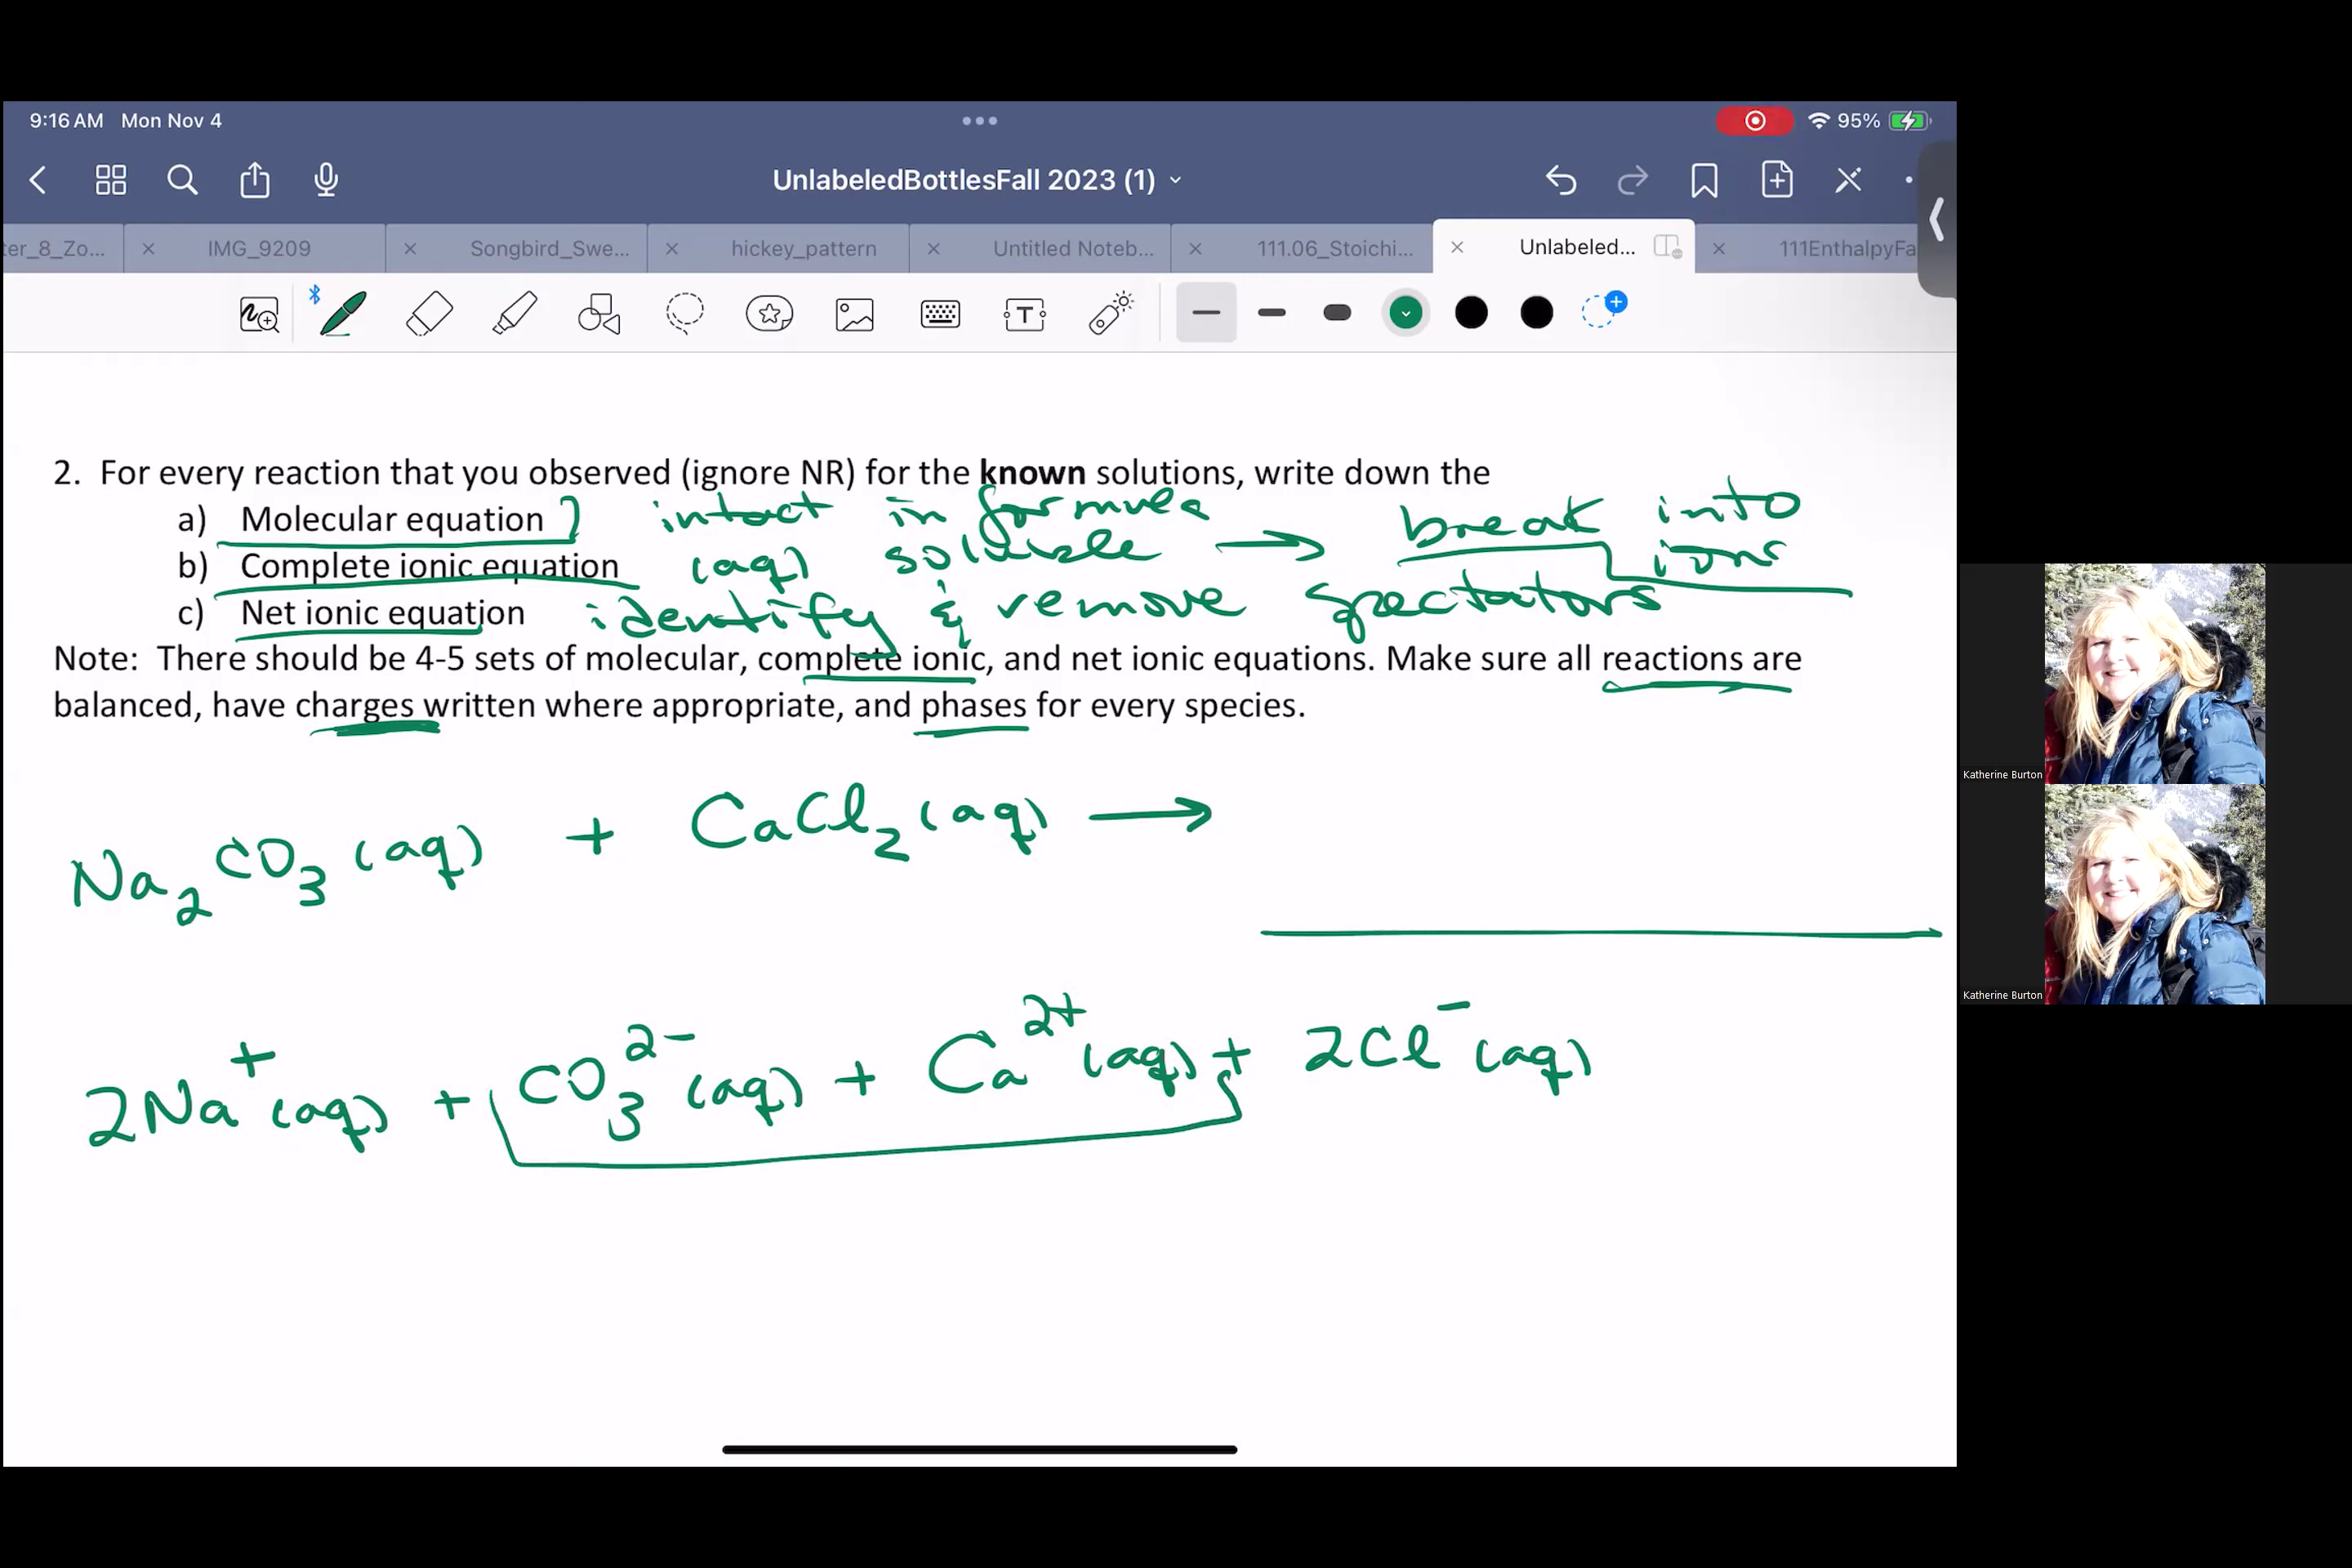 9:16 AM Mon Nov 4
95%
UnlabeledBottlesFall 2023 (1)
ter_8_Zo... IMG_9209 Songbird_Swe... hickey_pattern Untitled Noteb... 111.06_Stoichi... Unlabeled... 111EnthalpyFa
2. For every reaction that you observed (ignore NR) for the known solutions, write down the
a) Molecular equation intact in formula
b) Complete ionic equation (aq) soluble → break into ions
c) Net ionic equation identify & remove spectators
Note: There should be 4-5 sets of molecular, complete ionic, and net ionic equations. Make sure all reactions are
balanced, have charges written where appropriate, and phases for every species.
Na₂CO₃ (aq) + CaCl₂ (aq) →
2Na⁺ (aq) + CO₃²⁻ (aq) + Ca²⁺ (aq) + 2Cl⁻ (aq)
Katherine Burton
Katherine Burton